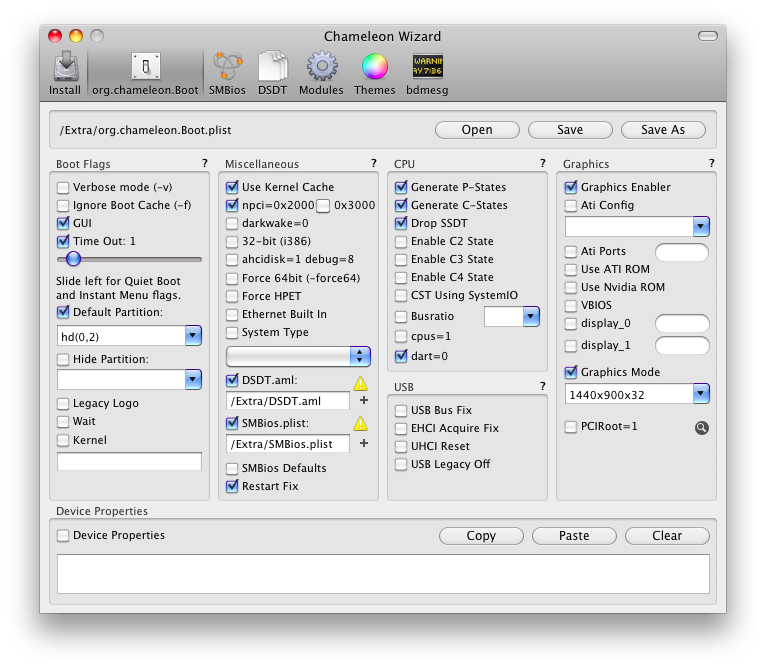 Chameleon Wizard
Install
org.chameleon.Boot
SMBios
DSDT
Modules
Themes
WARNIN
AY 7:86
bdmesg
/Extra/org.chameleon.Boot.plist
Open
Save
Save As
Boot Flags ?
Verbose mode (-v)
Ignore Boot Cache (-f)
GUI
Time Out: 1
Slide left for Quiet Boot
and Instant Menu flags.
Default Partition:
hd(0,2)
Hide Partition:
Legacy Logo
Wait
Kernel
Miscellaneous ?
Use Kernel Cache
npci=0x2000 0x3000
darkwake=0
32-bit (i386)
ahcidisk=1 debug=8
Force 64bit (-force64)
Force HPET
Ethernet Built In
System Type
DSDT.aml:
/Extra/DSDT.aml +
SMBios.plist:
/Extra/SMBios.plist +
SMBios Defaults
Restart Fix
CPU ?
Generate P-States
Generate C-States
Drop SSDT
Enable C2 State
Enable C3 State
Enable C4 State
CST Using SystemIO
Busratio
cpus=1
dart=0
USB ?
USB Bus Fix
EHCI Acquire Fix
UHCI Reset
USB Legacy Off
Graphics ?
Graphics Enabler
Ati Config
Ati Ports
Use ATI ROM
Use Nvidia ROM
VBIOS
display_0
display_1
Graphics Mode
1440x900x32
PCIRoot=1
Device Properties
Device Properties
Copy
Paste
Clear